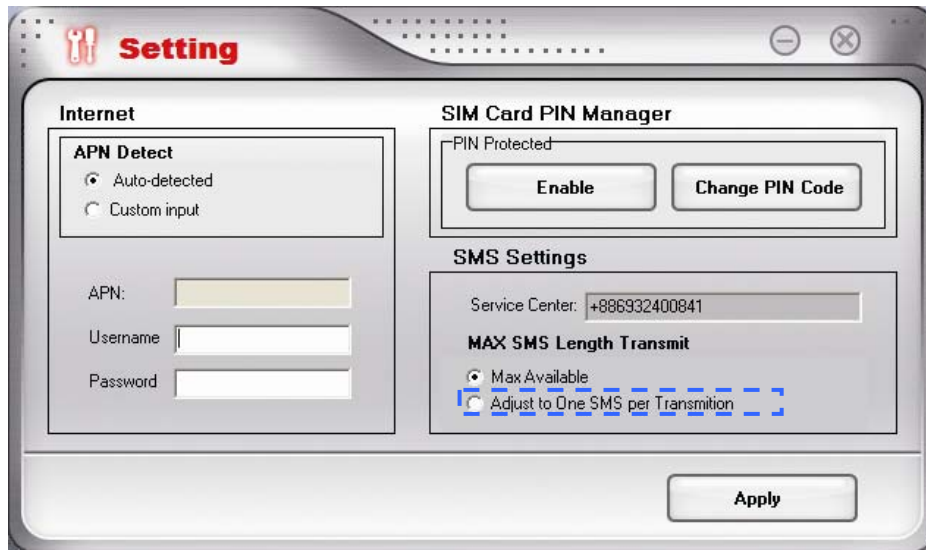 Setting
Internet
APN Detect
Auto-detected
Custom input
APN:
Username
Password
SIM Card PIN Manager
PIN Protected
Enable
Change PIN Code
SMS Settings
Service Center: +886932400841
MAX SMS Length Transmit
Max Available
Adjust to One SMS per Transmition
Apply